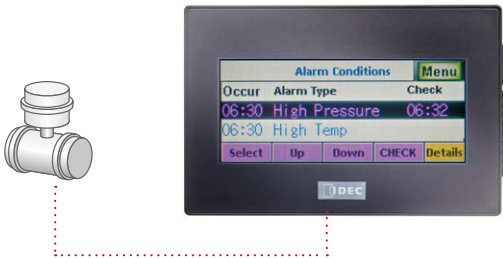 Alarm Conditions Menu
Occur Alarm Type Check
06:30 High Pressure 06:32
06:30 High Temp
Select Up Down CHECK Details
IDEC